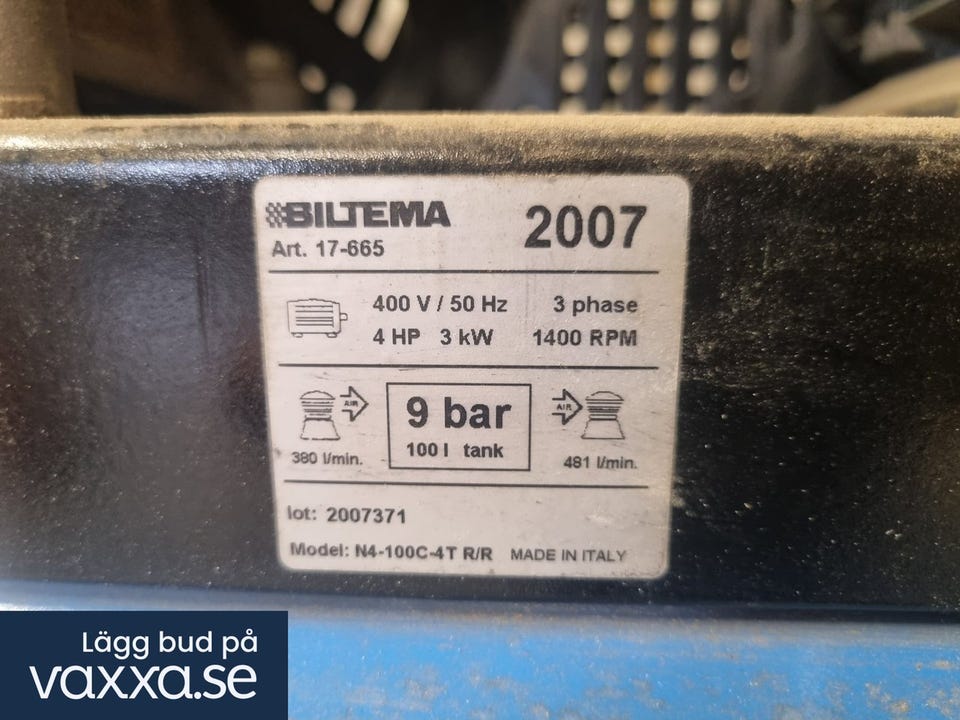 BILTEMA 2007
Art. 17-665
400 V / 50 Hz 3 phase
4 HP 3 kW 1400 RPM
AIR 9 bar AIR
100 l tank
380 l/min. 481 l/min.
lot: 2007371
Model: N4-100C-4T R/R MADE IN ITALY
Lägg bud på
vaxxa.se